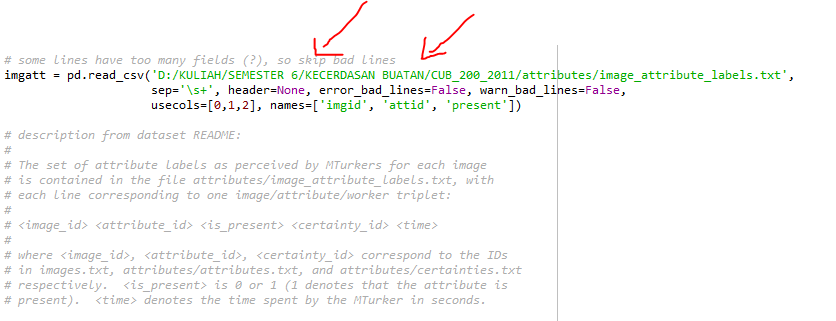 # some lines have too many fields (?), so skip bad lines
imgatt = pd.read_csv('D:/KULIAH/SEMESTER 6/KECERDASAN BUATAN/CUB_200_2011/attributes/image_attribute_labels.txt',
sep='\s+', header=None, error_bad_lines=False, warn_bad_lines=False,
usecols=[0,1,2], names=['imgid', 'attid', 'present'])
# description from dataset README:
#
# The set of attribute labels as perceived by MTurkers for each image
# is contained in the file attributes/image_attribute_labels.txt, with
# each line corresponding to one image/attribute/worker triplet:
#
# <image_id> <attribute_id> <is_present> <certainty_id> <time>
#
# where <image_id>, <attribute_id>, <certainty_id> correspond to the IDs
# in images.txt, attributes/attributes.txt, and attributes/certainties.txt
# respectively.  <is_present> is 0 or 1 (1 denotes that the attribute is
# present).  <time> denotes the time spent by the MTurker in seconds.